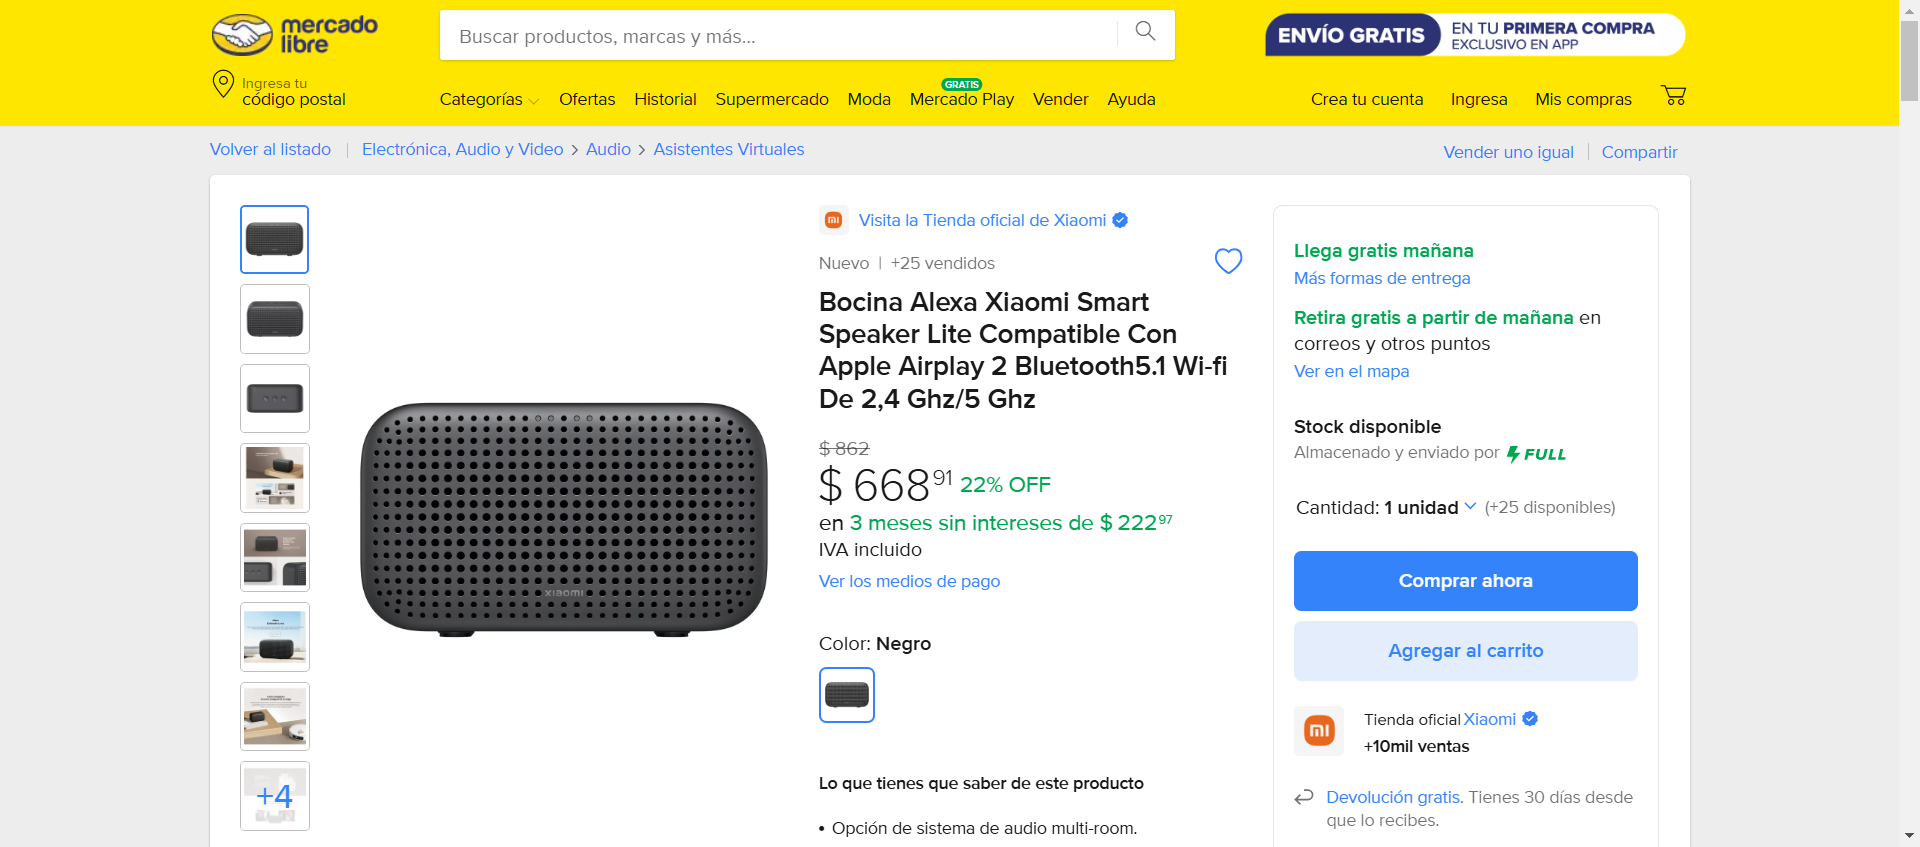 mercado
libre
Buscar productos, marcas y más...
ENVÍO GRATIS
EN TU PRIMERA COMPRA
EXCLUSIVO EN APP
Ingresa tu
código postal
Categorías
Ofertas
Historial
Supermercado
Moda
GRATIS
Mercado Play
Vender
Ayuda
Crea tu cuenta
Ingresa
Mis compras
Volver al listado | Electrónica, Audio y Video > Audio > Asistentes Virtuales
Vender uno igual | Compartir
+4
xiaomi
mi Visita la Tienda oficial de Xiaomi
Nuevo | +25 vendidos
Bocina Alexa Xiaomi Smart
Speaker Lite Compatible Con
Apple Airplay 2 Bluetooth5.1 Wi-fi
De 2,4 Ghz/5 Ghz
$ 862
$ 668 91 22% OFF
en 3 meses sin intereses de $ 222 97
IVA incluido
Ver los medios de pago
Color: Negro
Lo que tienes que saber de este producto
• Opción de sistema de audio multi-room.
Llega gratis mañana
Más formas de entrega
Retira gratis a partir de mañana en
correos y otros puntos
Ver en el mapa
Stock disponible
Almacenado y enviado por FULL
Cantidad: 1 unidad (+25 disponibles)
Comprar ahora
Agregar al carrito
mi
Tienda oficial Xiaomi
+10mil ventas
Devolución gratis. Tienes 30 días desde
que lo recibes.